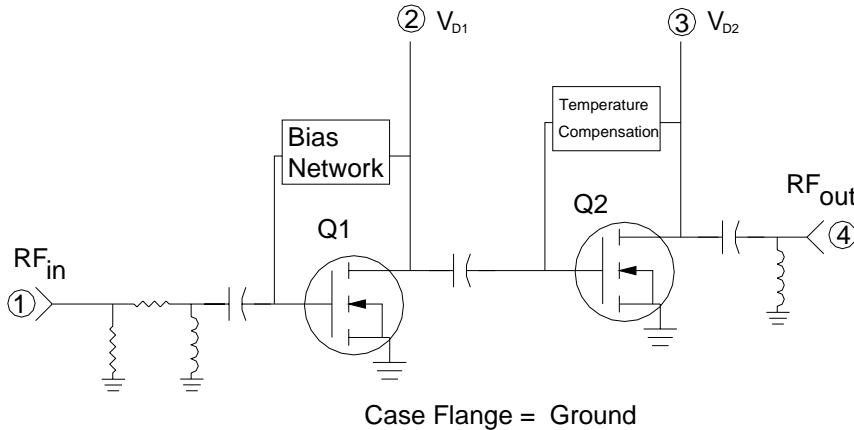 2 V_D1
3 V_D2
Temperature
Compensation
Bias
Network
RF_out
4
Q2
Q1
RF_in
1
Case Flange = Ground